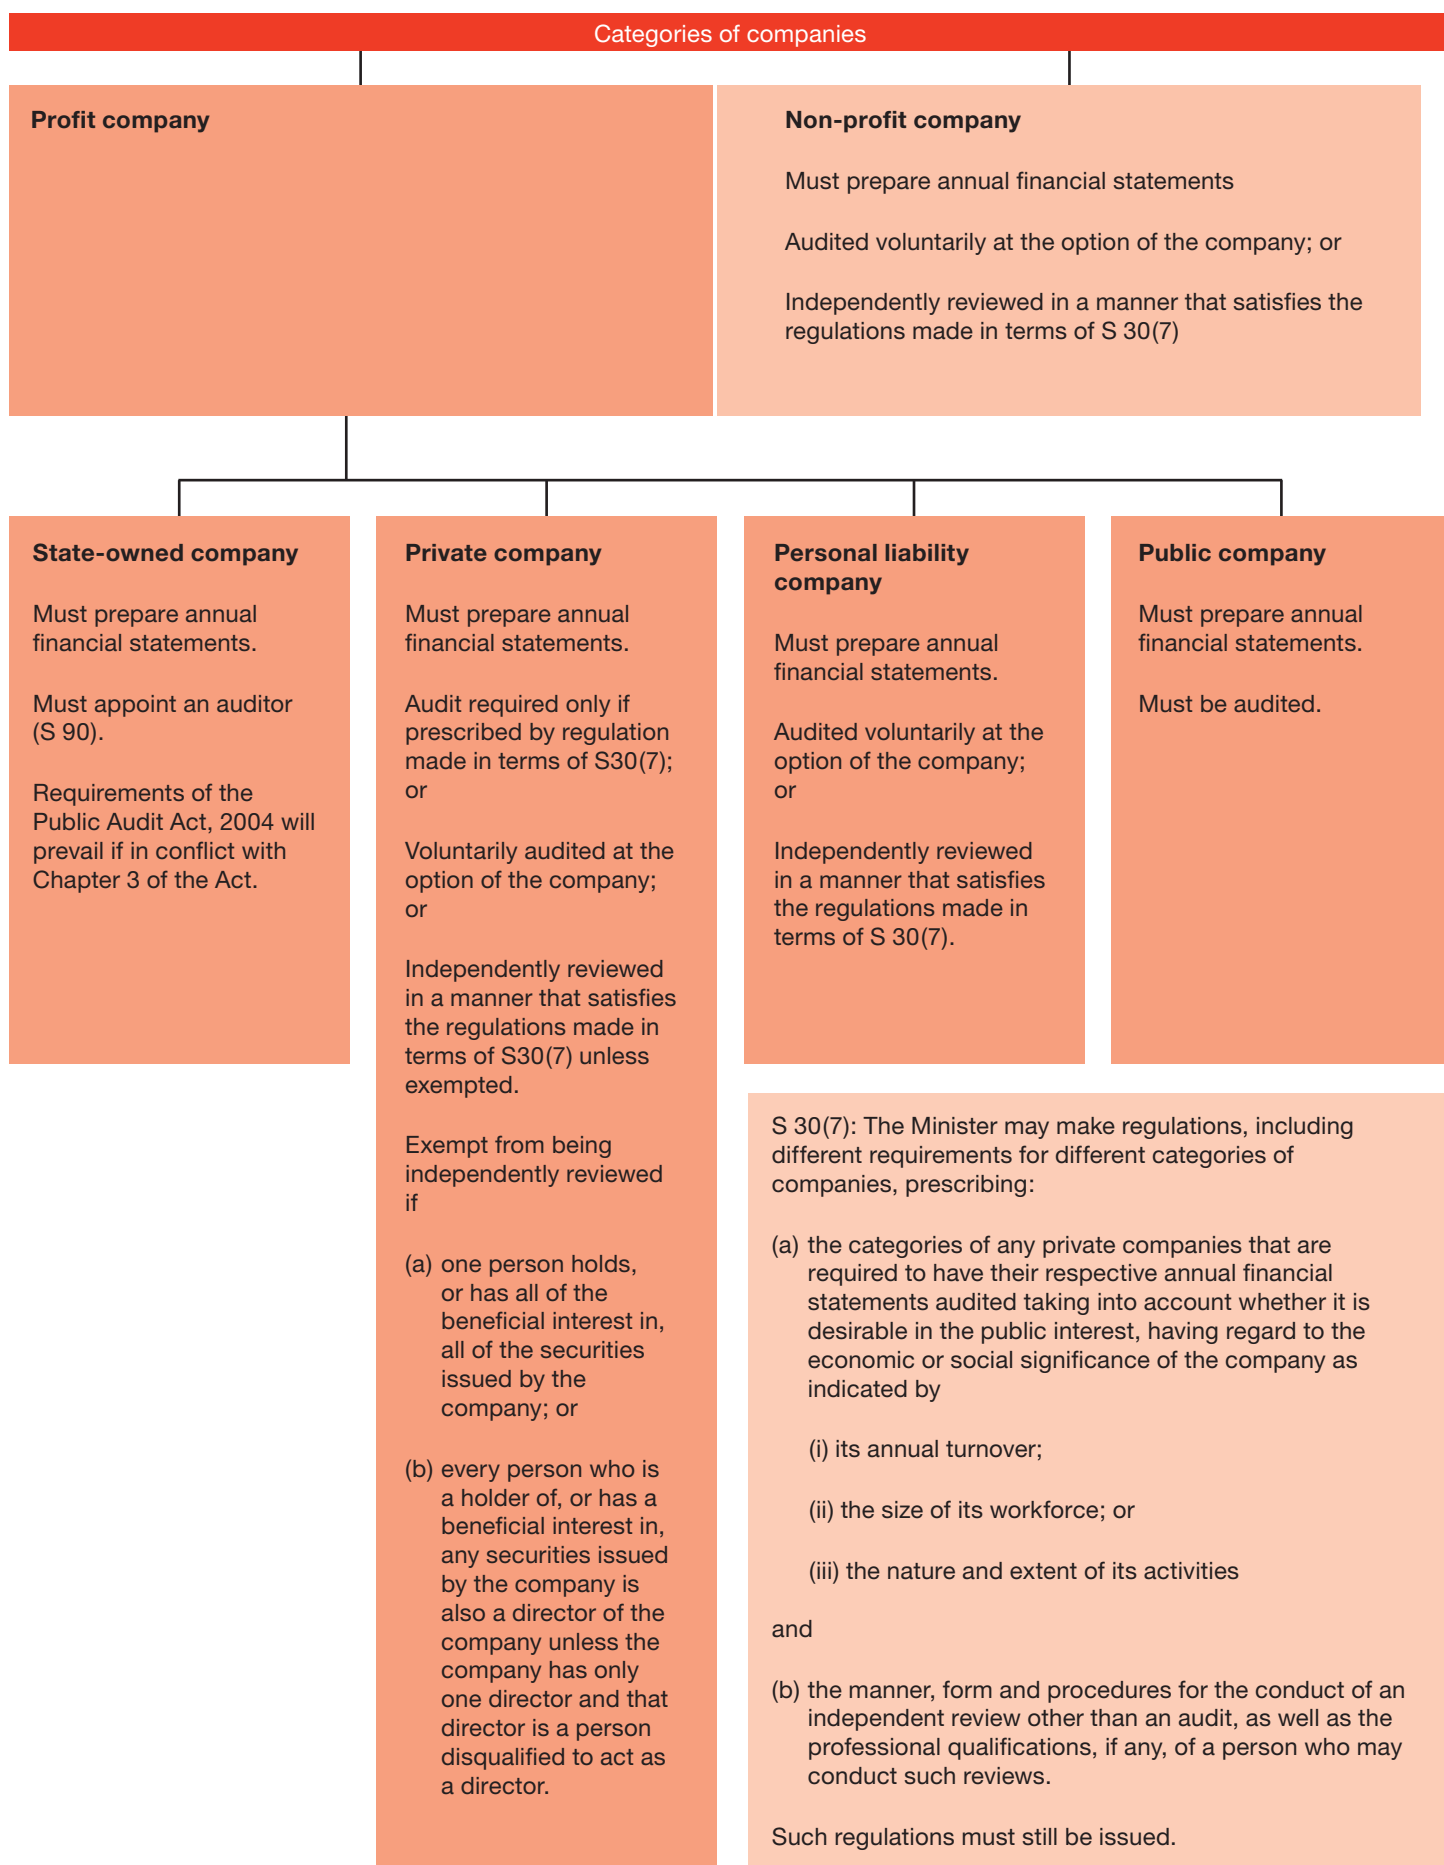 Categories of companies
Profit company
Non-profit company
Must prepare annual financial statements
Audited voluntarily at the option of the company; or
Independently reviewed in a manner that satisfies the
regulations made in terms of S 30(7)
State-owned company
Must prepare annual
financial statements.
Must appoint an auditor
(S 90).
Requirements of the
Public Audit Act, 2004 will
prevail if in conflict with
Chapter 3 of the Act.
Private company
Must prepare annual
financial statements.
Audit required only if
prescribed by regulation
made in terms of S30(7);
or
Voluntarily audited at the
option of the company;
or
Independently reviewed
in a manner that satisfies
the regulations made in
terms of S30(7) unless
exempted.
Exempt from being
independently reviewed
if
(a) one person holds,
or has all of the
beneficial interest in,
all of the securities
issued by the
company; or
(b) every person who is
a holder of, or has a
beneficial interest in,
any securities issued
by the company is
also a director of the
company unless the
company has only
one director and that
director is a person
disqualified to act as
a director.
Personal liability
company
Must prepare annual
financial statements.
Audited voluntarily at the
option of the company;
or
Independently reviewed
in a manner that satisfies
the regulations made in
terms of S 30(7).
Public company
Must prepare annual
financial statements.
Must be audited.
S 30(7): The Minister may make regulations, including
different requirements for different categories of
companies, prescribing:
(a) the categories of any private companies that are
required to have their respective annual financial
statements audited taking into account whether it is
desirable in the public interest, having regard to the
economic or social significance of the company as
indicated by
(i) its annual turnover;
(ii) the size of its workforce; or
(iii) the nature and extent of its activities
and
(b) the manner, form and procedures for the conduct of an
independent review other than an audit, as well as the
professional qualifications, if any, of a person who may
conduct such reviews.
Such regulations must still be issued.